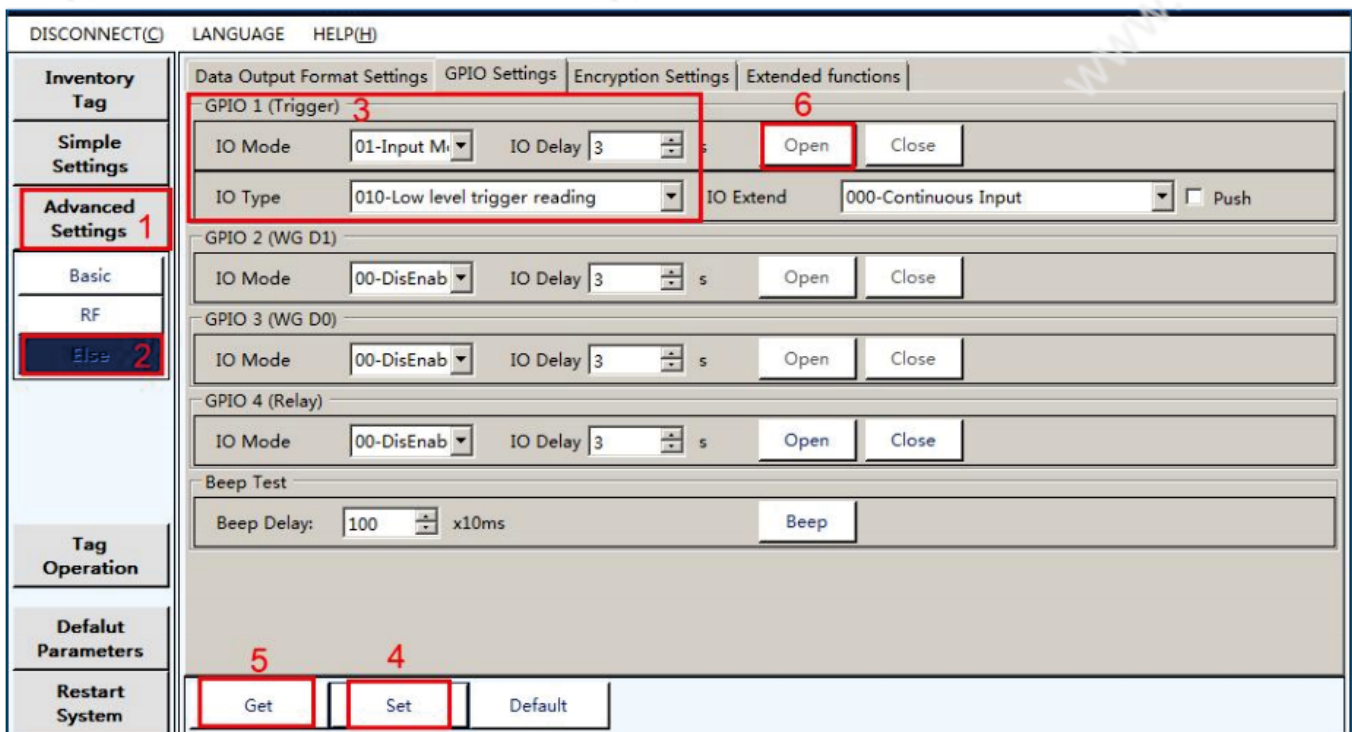 www.
DISCONNECT(C) LANGUAGE HELP(H)
Inventory
Tag
Simple
Settings
Advanced
Settings 1
Basic
RF
Else 2
Tag
Operation
Defalut
Parameters
Restart
System
Data Output Format Settings GPIO Settings Encryption Settings Extended functions
GPIO 1 (Trigger) 3 6
IO Mode 01-Input M IO Delay 3 s Open Close
IO Type 010-Low level trigger reading IO Extend 000-Continuous Input Push
GPIO 2 (WG D1)
IO Mode 00-DisEnab IO Delay 3 s Open Close
GPIO 3 (WG D0)
IO Mode 00-DisEnab IO Delay 3 s Open Close
GPIO 4 (Relay)
IO Mode 00-DisEnab IO Delay 3 s Open Close
Beep Test
Beep Delay: 100 x10ms Beep
5 4
Get Set Default